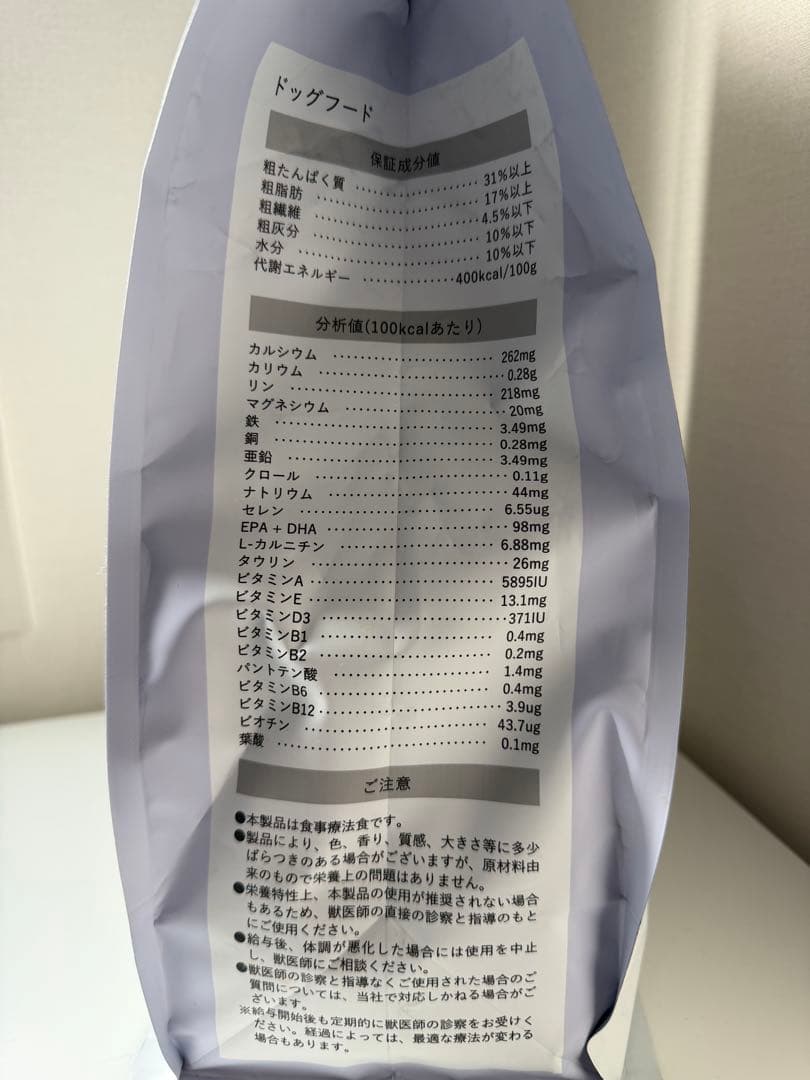 ドッグフード
保証成分値
粗たんぱく質 31%以上
粗脂肪 17%以上
粗繊維 4.5%以下
粗灰分 10%以下
水分 10%以下
代謝エネルギー 400kcal/100g
分析値(100kcalあたり)
カルシウム 262mg
カリウム 0.28g
リン 218mg
マグネシウム 20mg
鉄 3.49mg
銅 0.28mg
亜鉛 3.49mg
クロール 0.11g
ナトリウム 44mg
セレン 6.55ug
EPA + DHA 98mg
L-カルニチン 6.88mg
タウリン 26mg
ビタミンA 5895IU
ビタミンE 13.1mg
ビタミンD3 371IU
ビタミンB1 0.4mg
ビタミンB2 0.2mg
パントテン酸 1.4mg
ビタミンB6 0.4mg
ビタミンB12 3.9ug
ビオチン 43.7ug
葉酸 0.1mg
ご注意
●本製品は食事療法食です。
●製品により、色、香り、質感、大きさ等に多少
ばらつきのある場合がございますが、原材料由
来のもので栄養上の問題はありません。
●栄養特性上、本製品の使用が推奨されない場合
もあるため、獣医師の直接の診察と指導のもと
にご使用ください。
●給与後、体調が悪化した場合には使用を中止
し、獣医師にご相談ください。
●獣医師の診察と指導なくご使用された場合のご
質問については、当社で対応しかねる場合がご
ざいます。
※給与開始後も定期的に獣医師の診察をお受けく
ださい。経過によっては、最適な療法が変わる
場合もあります。